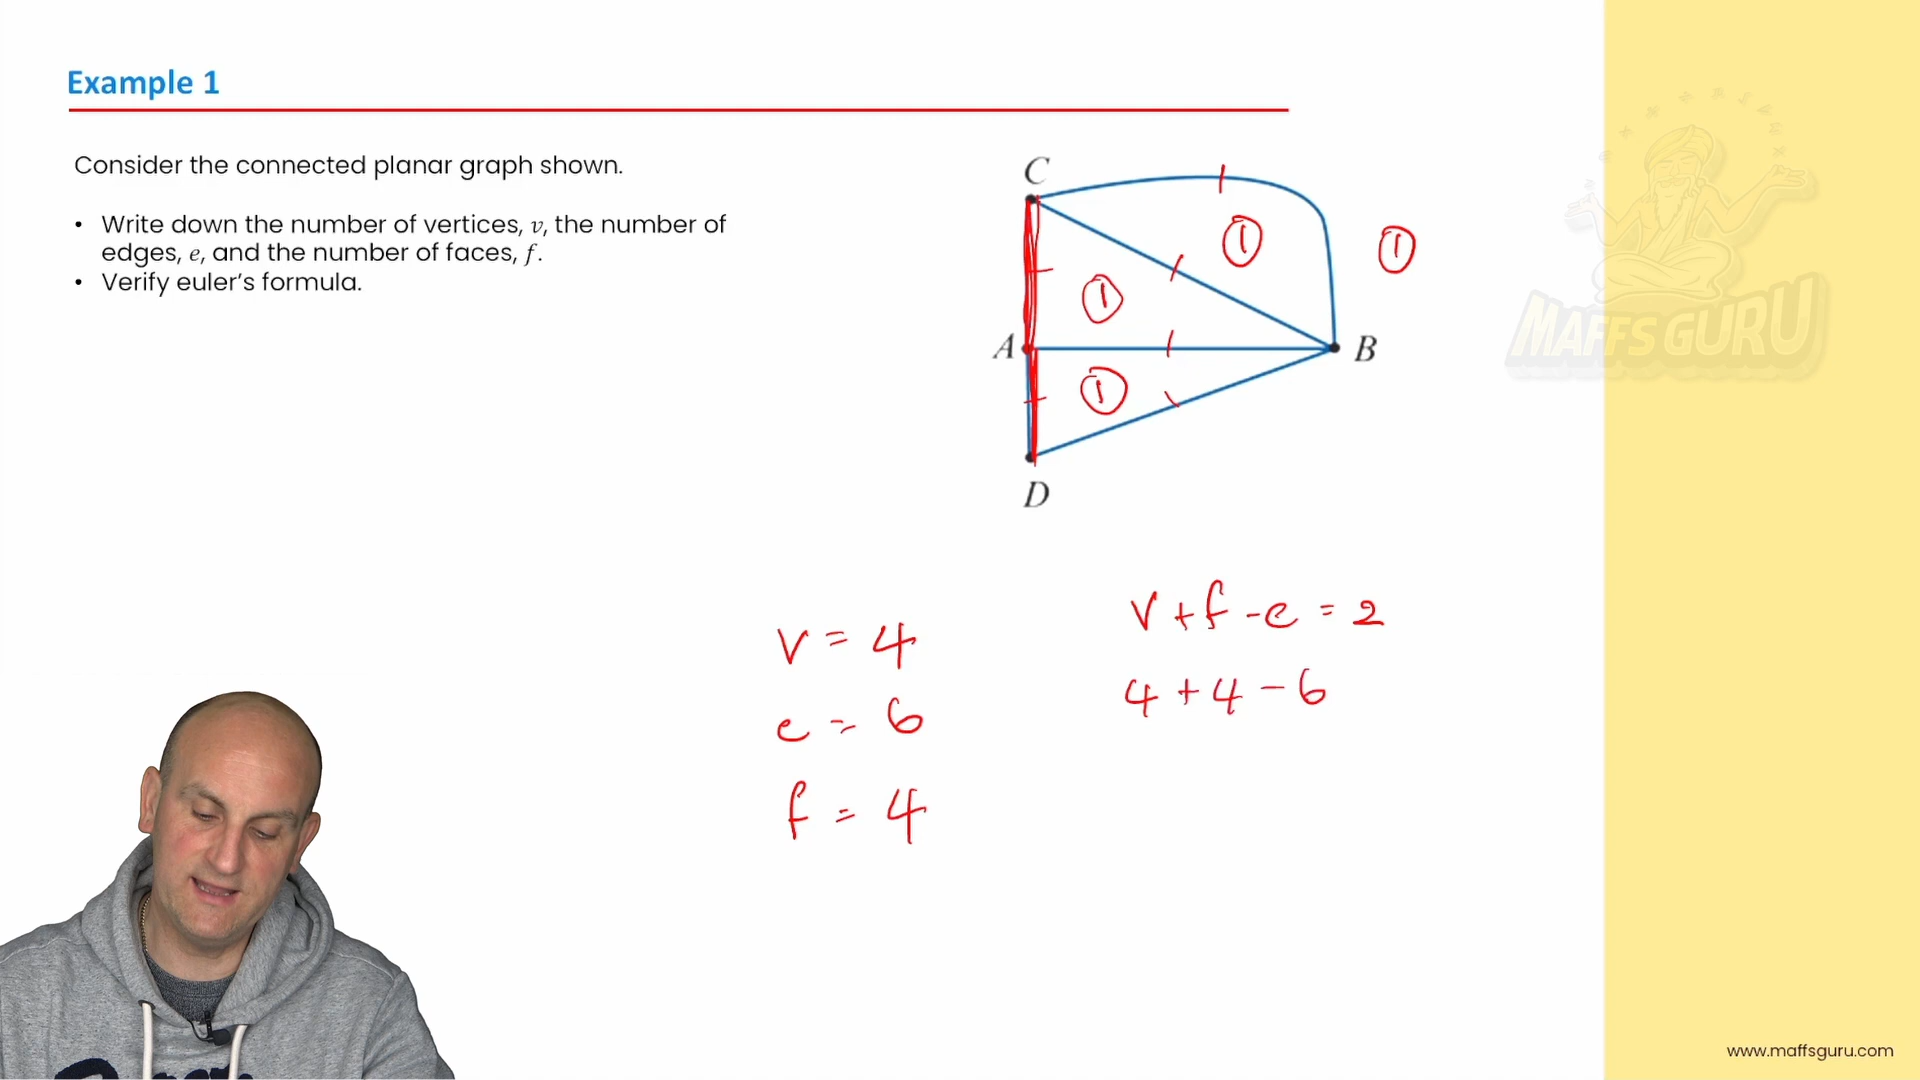 Example 1
Consider the connected planar graph shown.
• Write down the number of vertices, v, the number of
edges, e, and the number of faces, f.
• Verify euler's formula.
C
1
1
1
A
B
1
D
v = 4
e = 6
f = 4
v + f - e = 2
4 + 4 - 6
MAFFS GURU
www.maffsguru.com